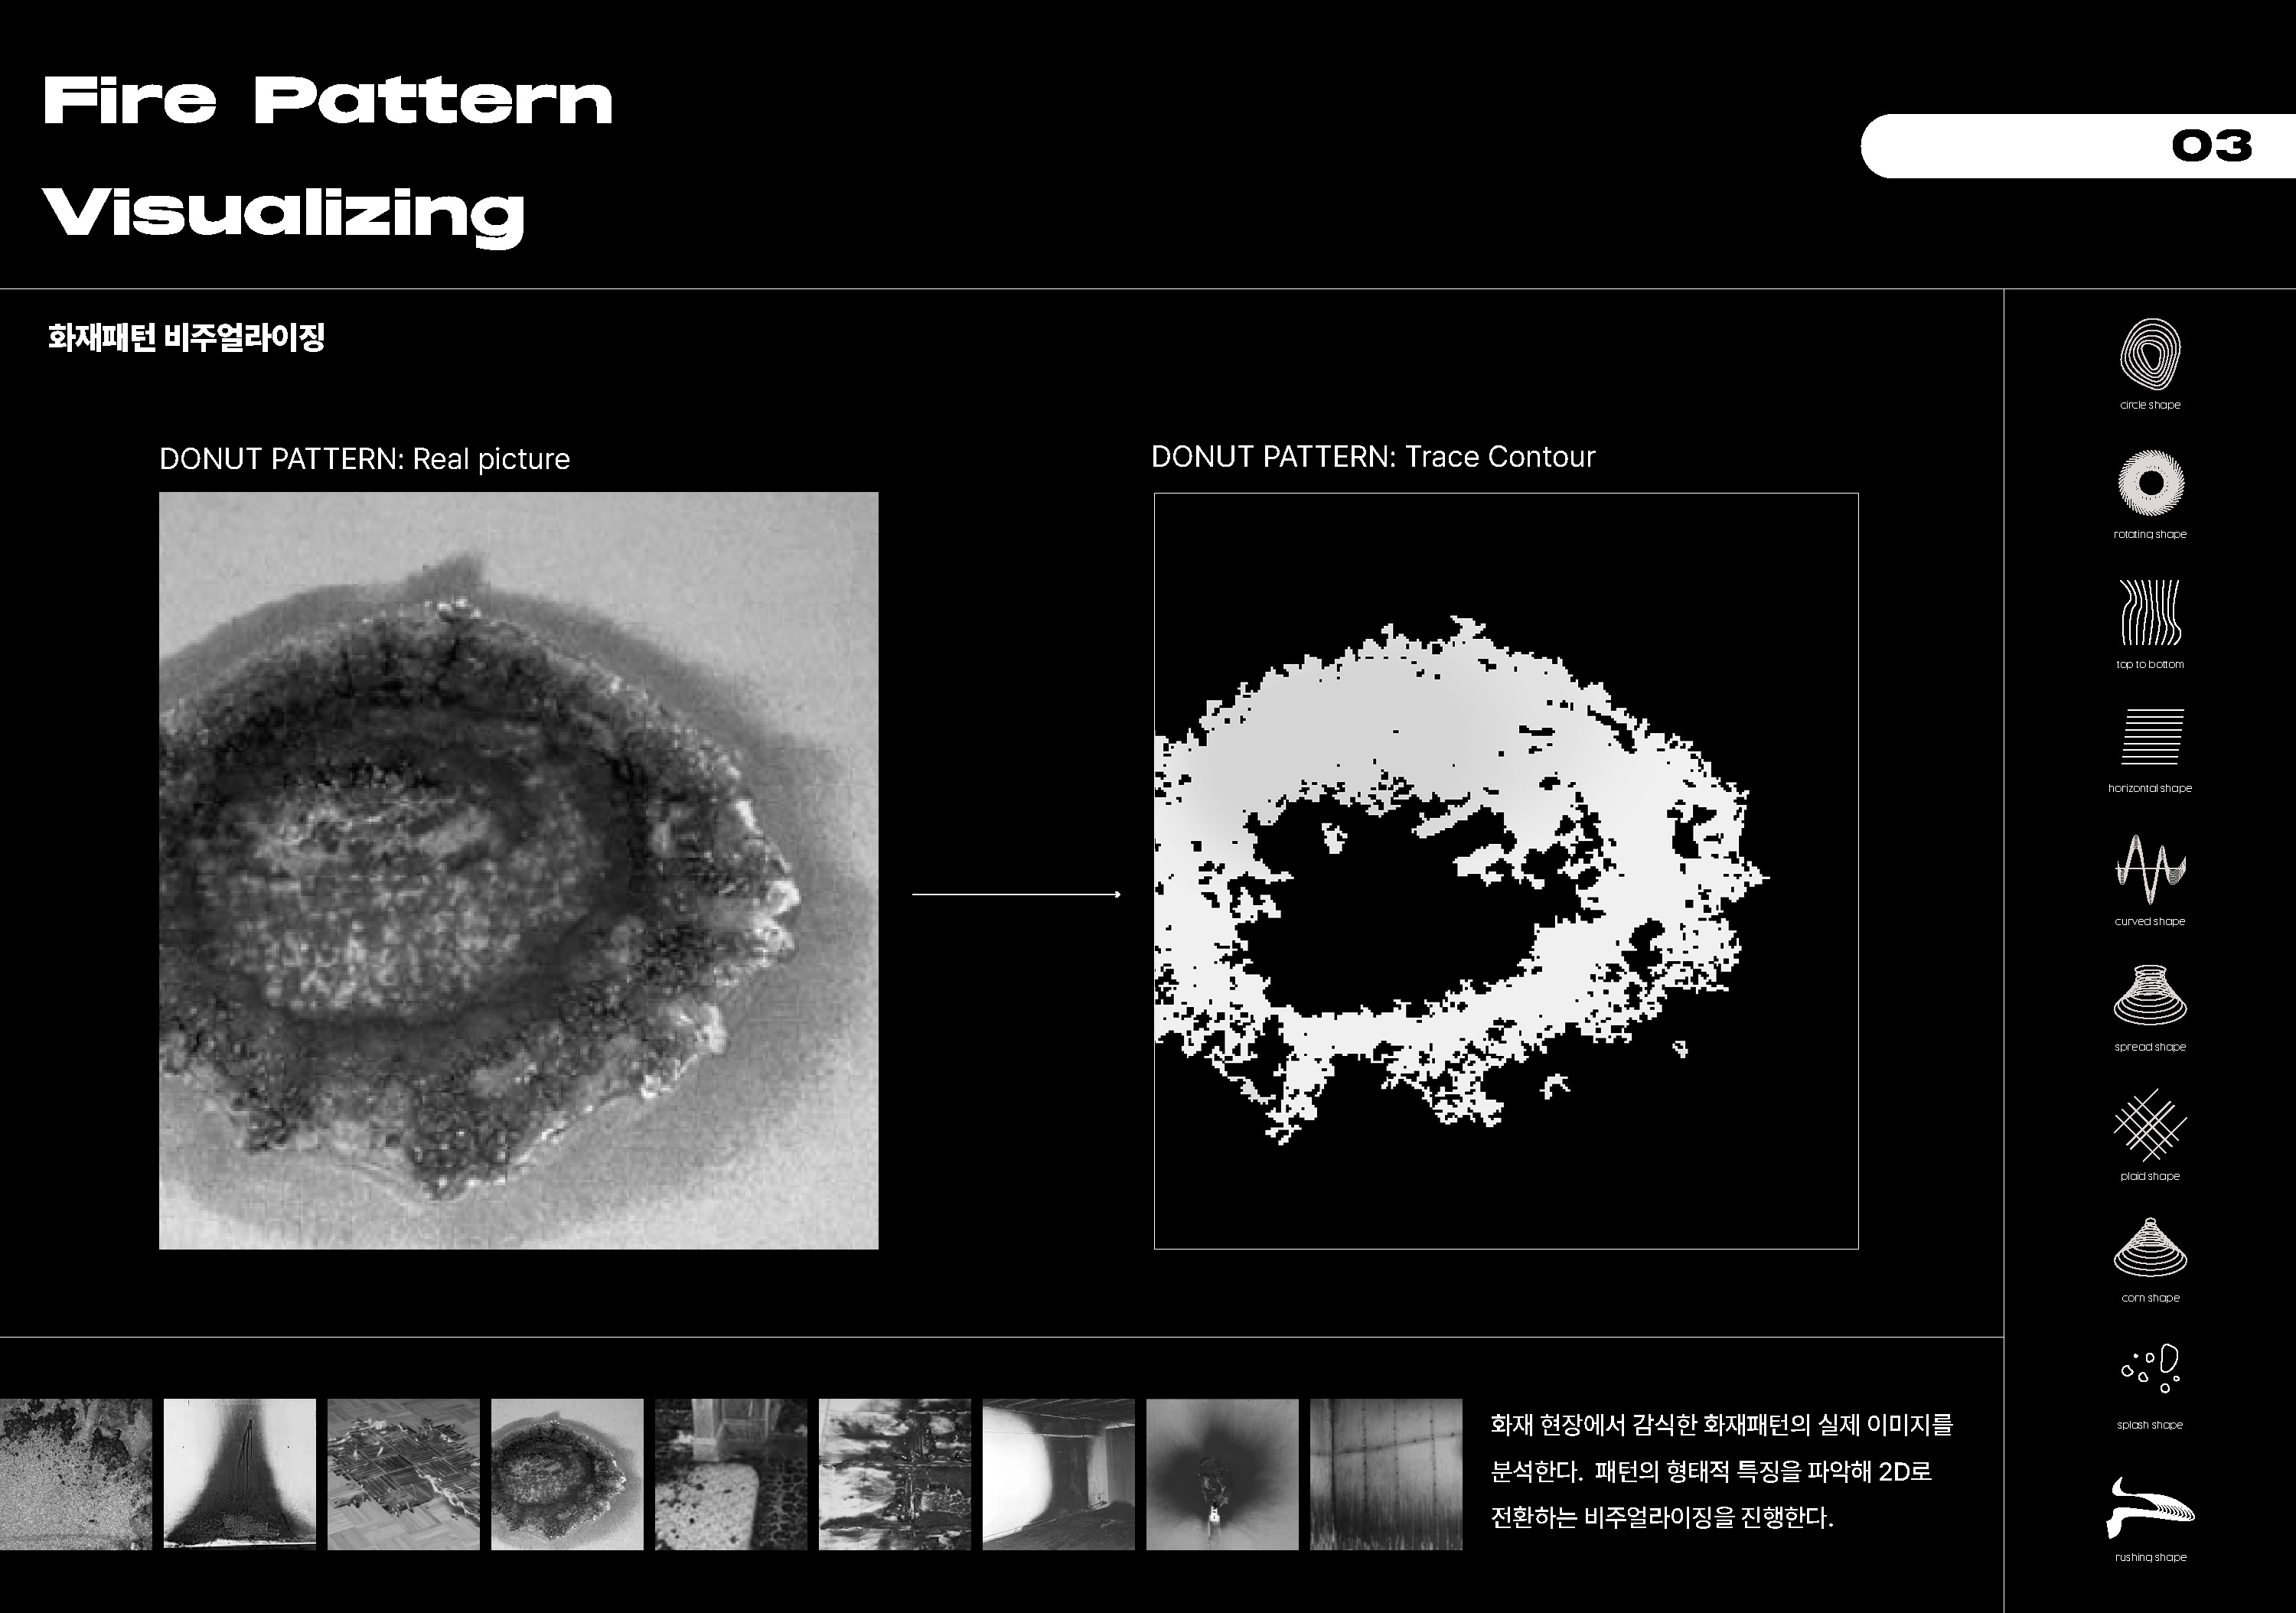 Fire Pattern
Visualizing
03
화재패턴 비주얼라이징
DONUT PATTERN: Real picture
DONUT PATTERN: Trace Contour
circle shape
rotating shape
top to bottom
horizontal shape
curved shape
spread shape
plaid shape
corn shape
splash shape
rushing shape
화재 현장에서 감식한 화재패턴의 실제 이미지를
분석한다. 패턴의 형태적 특징을 파악해 2D로
전환하는 비주얼라이징을 진행한다.